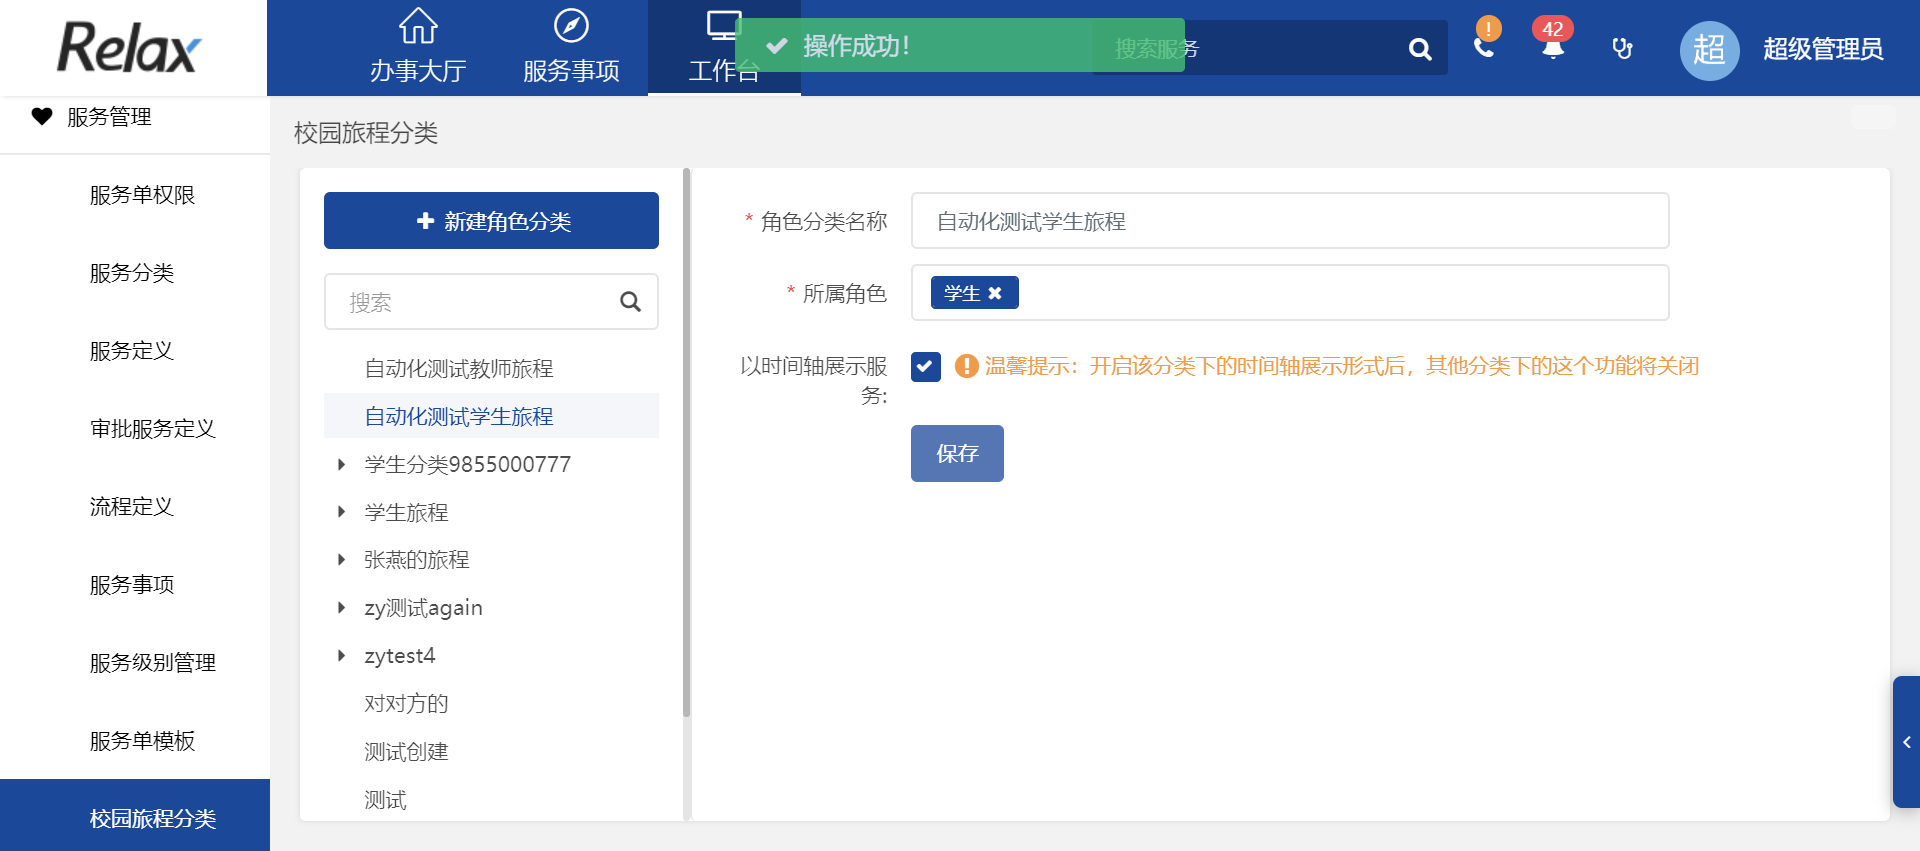 Relax
办事大厅
服务事项
工作台
操作成功！
搜索服务
!
42
超
超级管理员
服务管理
服务单权限
服务分类
服务定义
审批服务定义
流程定义
服务事项
服务级别管理
服务单模板
校园旅程分类
校园旅程分类
新建角色分类
搜索
自动化测试教师旅程
自动化测试学生旅程
学生分类9855000777
学生旅程
张燕的旅程
zy测试again
zytest4
对对方的
测试创建
测试
* 角色分类名称
自动化测试学生旅程
* 所属角色
学生
以时间轴展示服
务:
温馨提示：开启该分类下的时间轴展示形式后，其他分类下的这个功能将关闭
保存